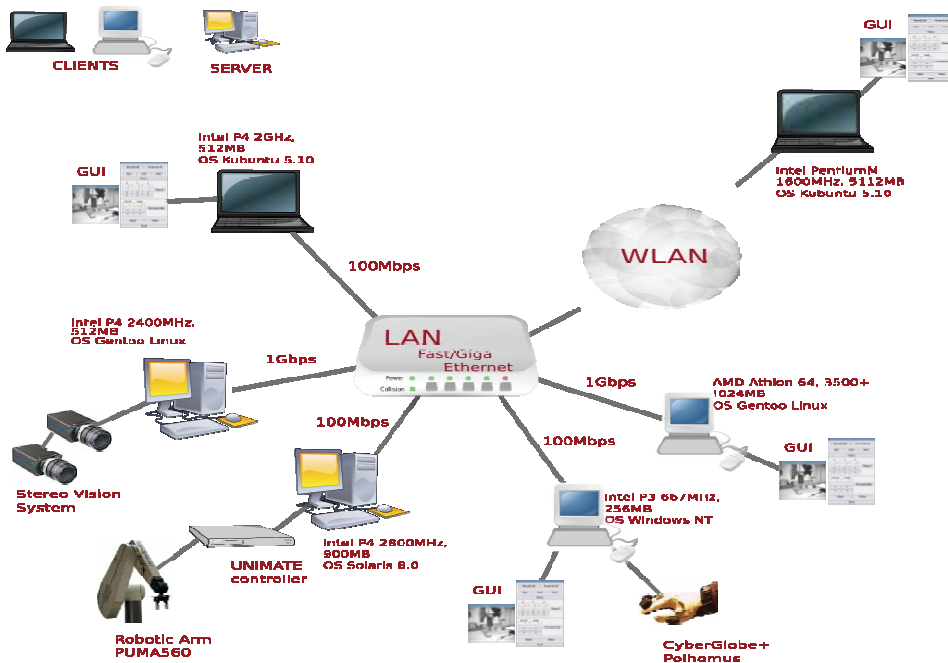 CLIENTS
SERVER
GUI
Intel P4 2GHz,
512MB
OS Kubuntu 5.10
GUI
Intel PentiumM
1600MHz, 5112MB
OS Kubuntu 5.10
WLAN
100Mbps
LAN
Fast/Giga
Ethernet
Power
Collision
Intel P4 2400MHz,
512MB
OS Gentoo Linux
1Gbps
1Gbps
AMD Athlon 64, 3500+
1024MB
OS Gentoo Linux
GUI
100Mbps
100Mbps
Stereo Vision
System
Intel P3 667MHz,
256MB
OS Windows NT
Intel P4 2800MHz,
900MB
OS Solaris 8.0
UNIMATE
controller
GUI
Robotic Arm
PUMA560
CyberGlobe+
Polhamus